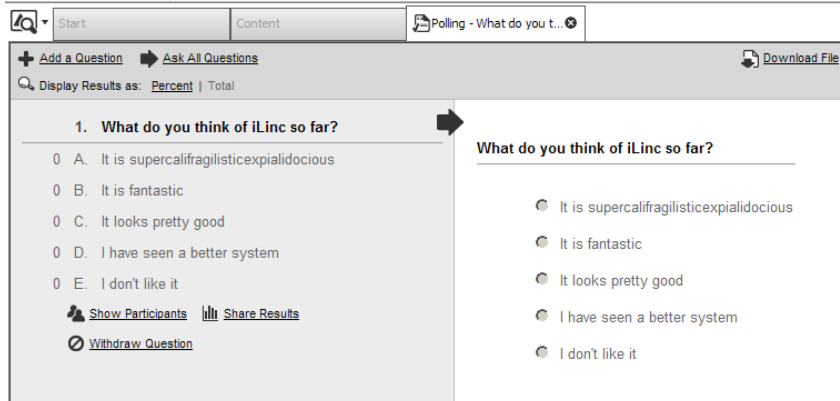 Start Content Polling - What do you t...
Add a Question Ask All Questions Download File
Display Results as: Percent | Total
1. What do you think of iLinc so far?
0 A. It is supercalifragilisticexpialidocious
0 B. It is fantastic
0 C. It looks pretty good
0 D. I have seen a better system
0 E. I don't like it
Show Participants Share Results
Withdraw Question
What do you think of iLinc so far?
It is supercalifragilisticexpialidocious
It is fantastic
It looks pretty good
I have seen a better system
I don't like it